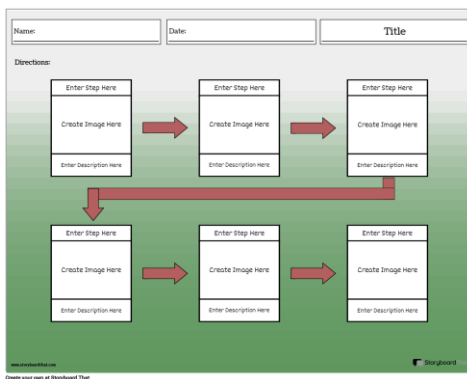 Name:
Date:
Title
Directions:
Enter Step Here
Enter Step Here
Enter Step Here
Create Image Here
Create Image Here
Create Image Here
Enter Description Here
Enter Description Here
Enter Description Here
Enter Step Here
Enter Step Here
Enter Step Here
Create Image Here
Create Image Here
Create Image Here
Enter Description Here
Enter Description Here
Enter Description Here
www.storyboardthat.com
Storyboard
Create your own at Storyboard That